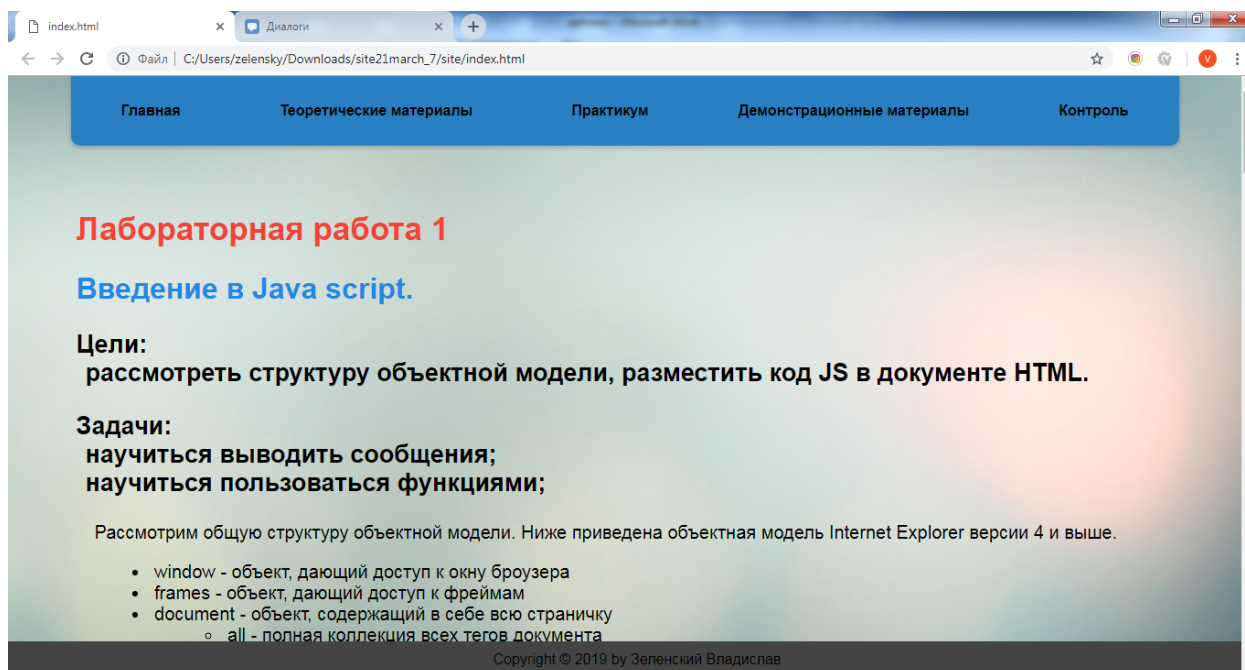 index.html
Диалоги
Файл C:/Users/zelensky/Downloads/site21march_7/site/index.html
V
Главная Теоретические материалы Практикум Демонстрационные материалы Контроль
Лабораторная работа 1
Введение в Java script.
Цели:
рассмотреть структуру объектной модели, разместить код JS в документе HTML.
Задачи:
научиться выводить сообщения;
научиться пользоваться функциями;
Рассмотрим общую структуру объектной модели. Ниже приведена объектная модель Internet Explorer версии 4 и выше.
• window - объект, дающий доступ к окну броузера
• frames - объект, дающий доступ к фреймам
• document - объект, содержащий в себе всю страничку
◦ all - полная коллекция всех тегов документа
Copyright © 2019 by Зеленский Владислав